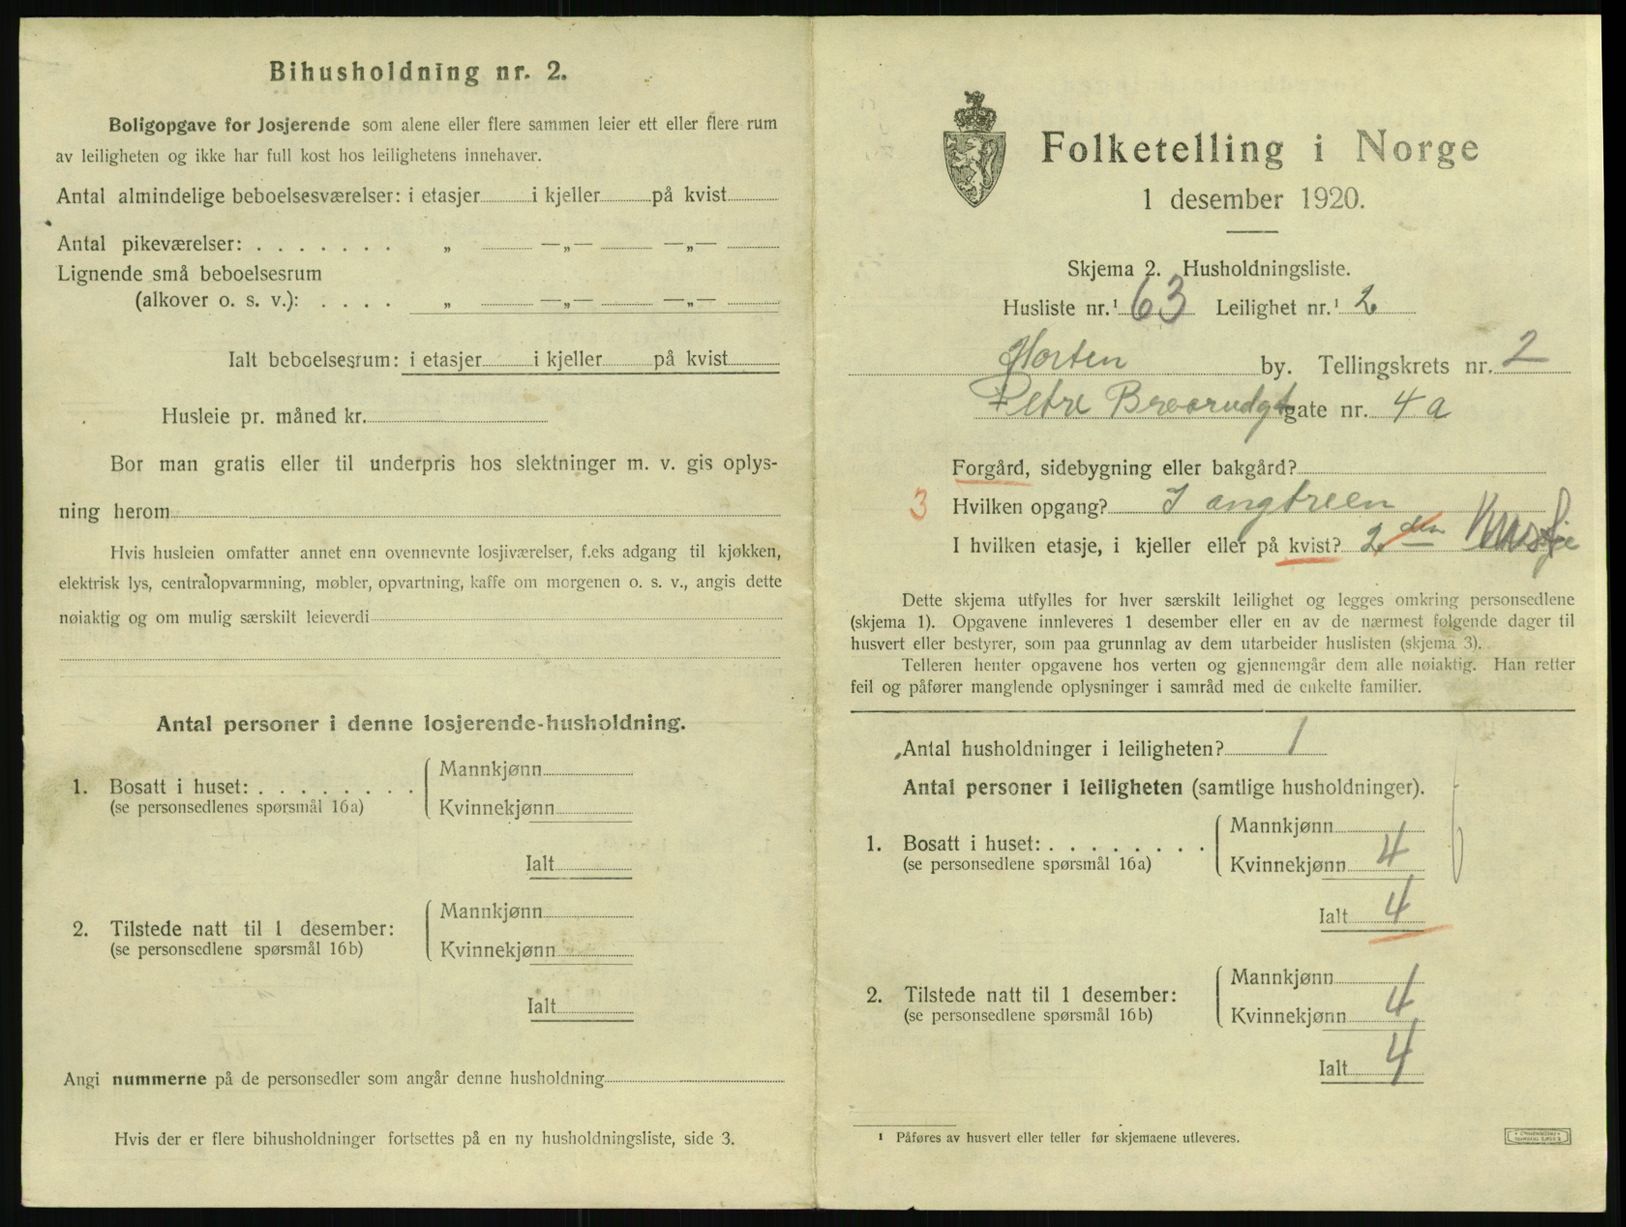 Bihusholdning nr. 2.
Boligopgave for losjerende som alene eller flere sammen leier ett eller flere rum
av leiligheten og ikke har full kost hos leilighetens innehaver.
Antal almindelige beboelsesværelser: i etasjer i kjeller på kvist
Antal pikeværelser: . . . . . . . „ —„— —„—
Lignende små beboelsesrum
(alkover o. s. v.): . . . . „ —„— —„—
Ialt beboelsesrum: i etasjer i kjeller på kvist
Husleie pr. måned kr.
Bor man gratis eller til underpris hos slektninger m. v. gis oplys-
ning herom
Hvis husleien omfatter annet enn ovennevnte losjiværelser, f.eks adgang til kjøkken,
elektrisk lys, centralopvarmning, møbler, opvartning, kaffe om morgenen o. s. v., angis dette
nøiaktig og om mulig særskilt leieverdi
Antal personer i denne losjerende-husholdning.
1. Bosatt i huset: . . . . . . . .
(se personsedlenes spørsmål 16a)
Mannkjønn
Kvinnekjønn
Ialt
2. Tilstede natt til 1 desember:
(se personsedlene spørsmål 16b)
Mannkjønn
Kvinnekjønn
Ialt
Angi nummerne på de personsedler som angår denne husholdning
Hvis der er flere bihusholdninger fortsettes på en ny husholdningsliste, side 3.
Folketelling i Norge
1 desember 1920.
Skjema 2. Husholdningsliste.
Husliste nr.¹ 63 Leilighet nr.¹ 2
Horten by. Tellingskrets nr. 2
gate nr. 4a
Forgård, sidebygning eller bakgård?
3 Hvilken opgang?
I hvilken etasje, i kjeller eller på kvist? 2den
Dette skjema utfylles for hver særskilt leilighet og legges omkring personsedlene
(skjema 1). Opgavene innleveres 1 desember eller en av de nærmest følgende dager til
husvert eller bestyrer, som paa grunnlag av dem utarbeider huslisten (skjema 3).
Telleren henter opgavene hos verten og gjennemgår dem alle nøiaktig. Han retter
feil og påfører manglende oplysninger i samråd med de enkelte familier.
Antal husholdninger i leiligheten? 1
Antal personer i leiligheten (samtlige husholdninger).
1. Bosatt i huset: . . . . . . . .
(se personsedlene spørsmål 16a)
Mannkjønn
Kvinnekjønn 4
Ialt 4
2. Tilstede natt til 1 desember:
(se personsedlene spørsmål 16b)
Mannkjønn
Kvinnekjønn 4
Ialt 4
¹ Påføres av husvert eller teller før skjemaene utleveres.